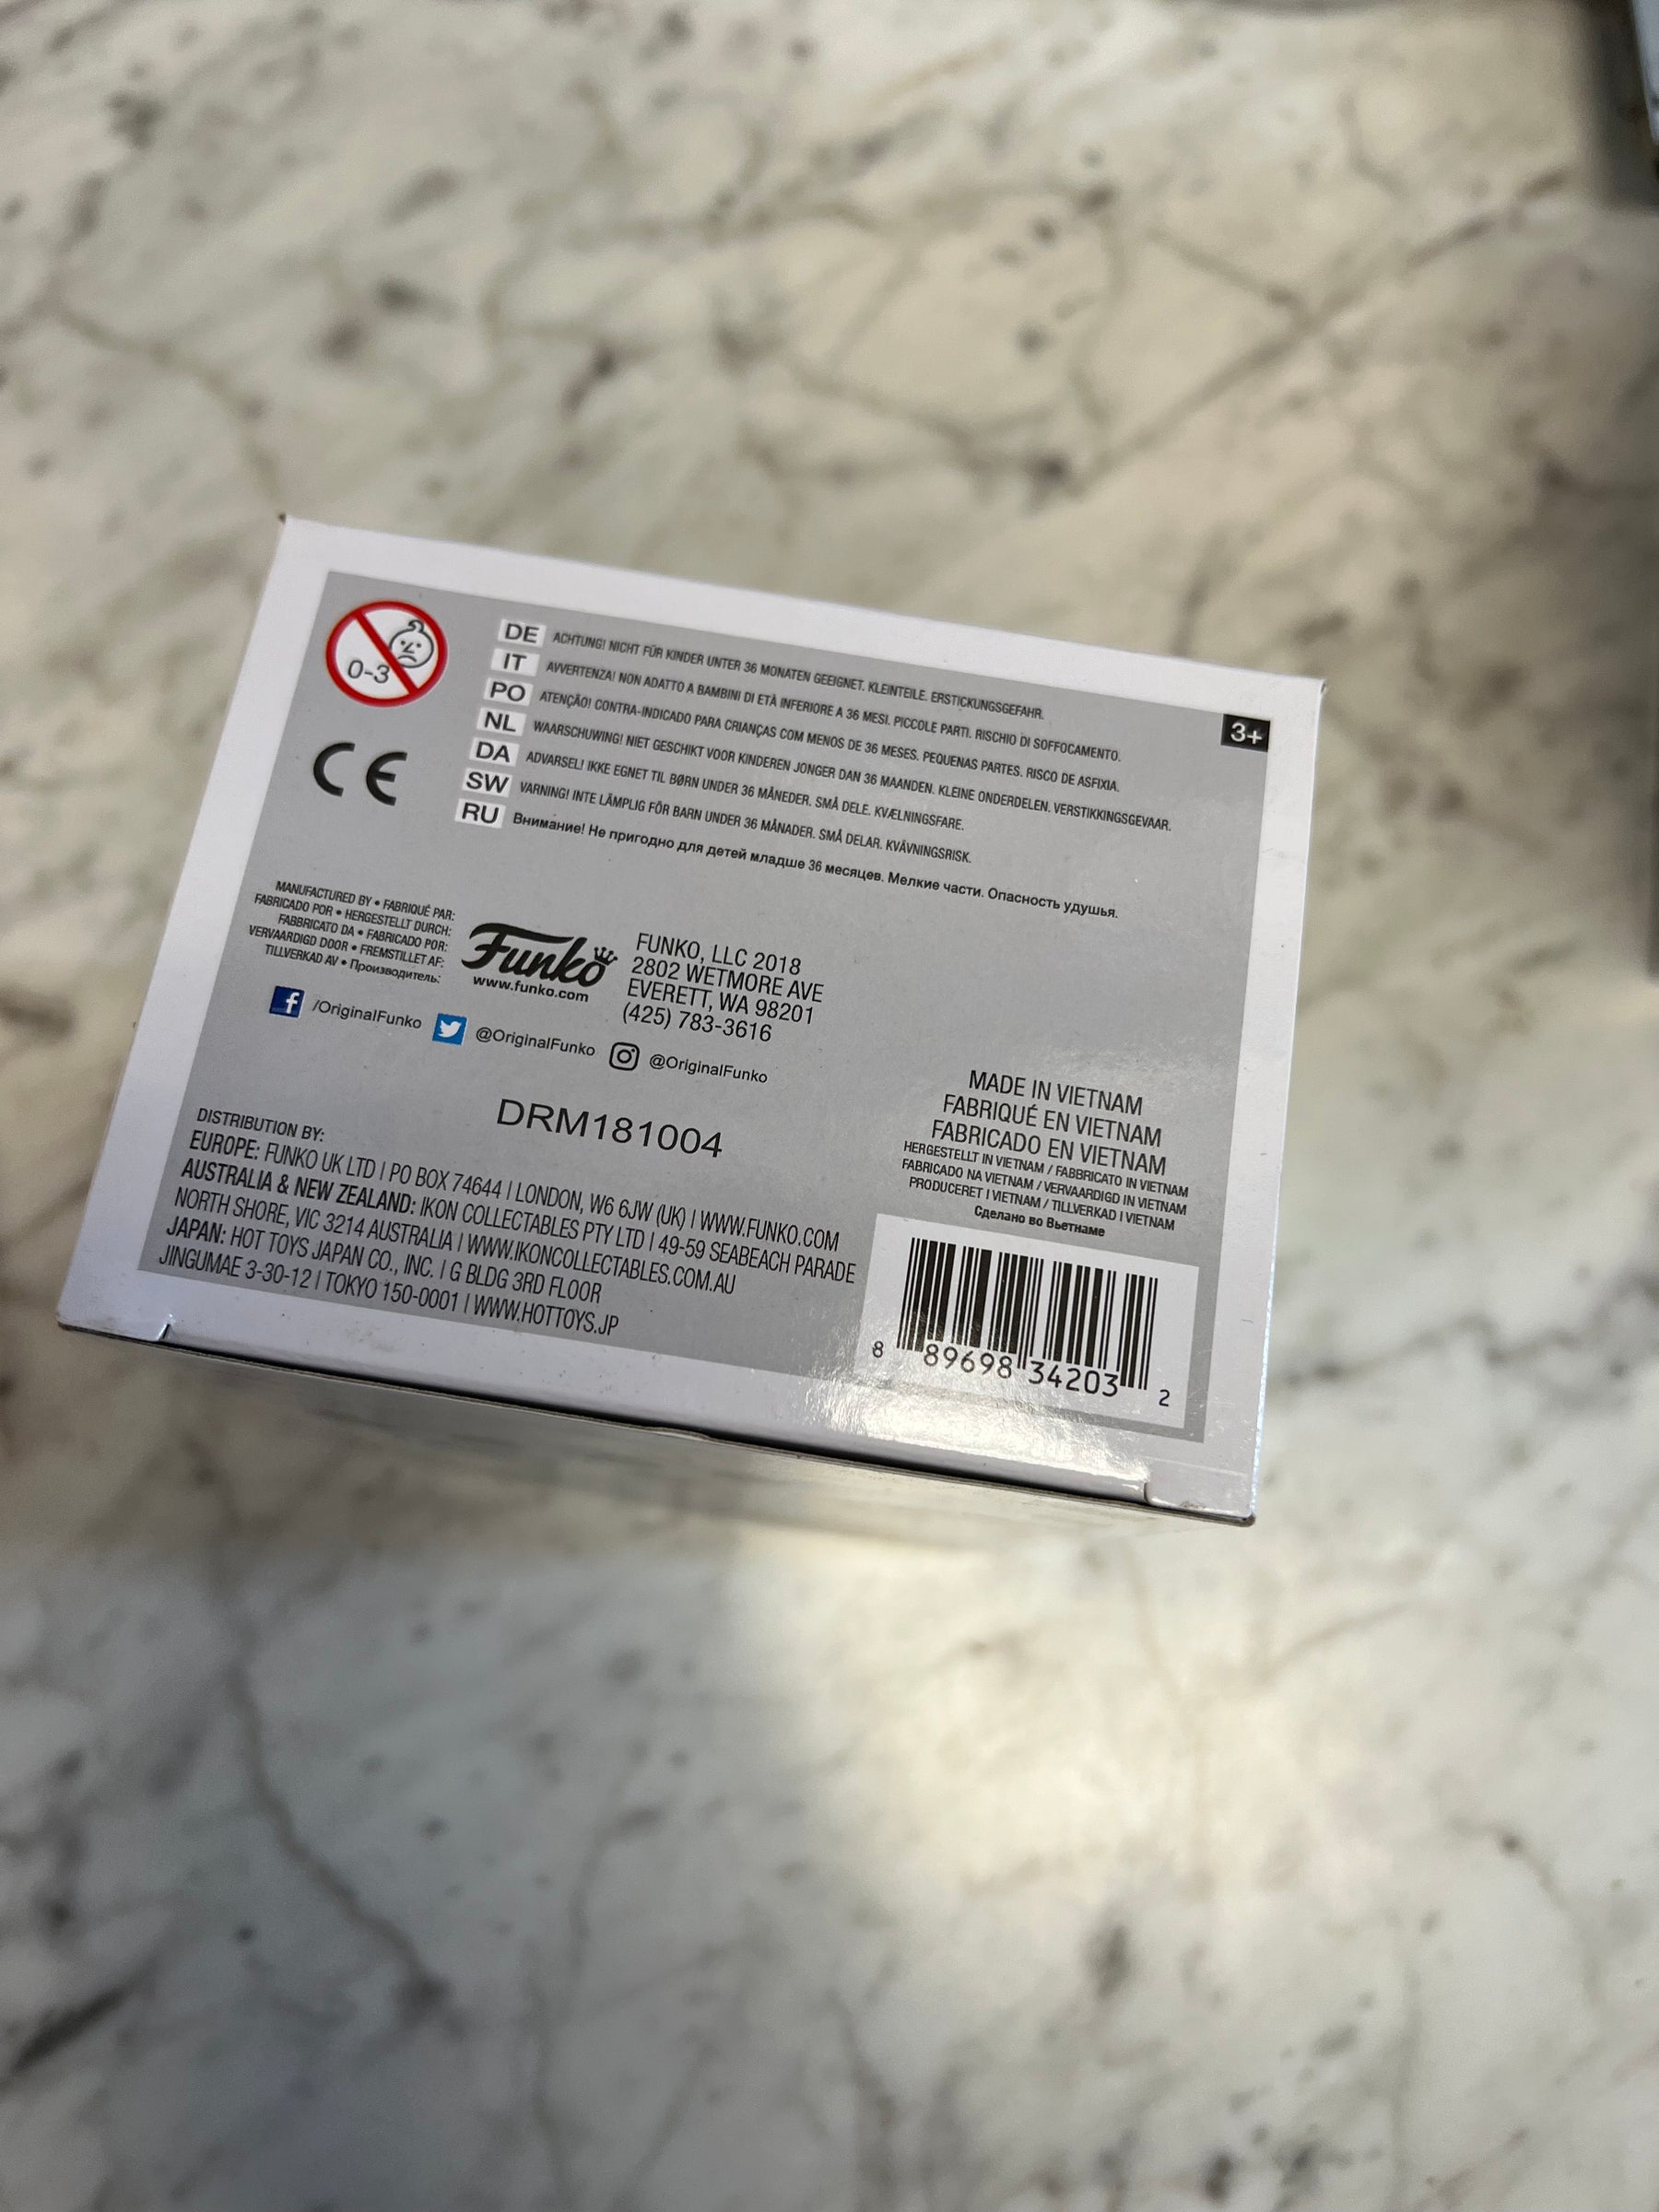 0-3
DE ACHTUNG! NICHT FÜR KINDER UNTER 36 MONATEN GEEIGNET. KLEINTEILE. ERSTICKUNGSGEFAHR.
IT AVVERTENZA! NON ADATTO A BAMBINI DI ETÀ INFERIORE A 36 MESI. PICCOLE PARTI. RISCHIO DI SOFFOCAMENTO.
PO ATENÇÃO! CONTRA-INDICADO PARA CRIANÇAS COM MENOS DE 36 MESES. PEQUENAS PARTES. RISCO DE ASFIXIA.
NL WAARSCHUWING! NIET GESCHIKT VOOR KINDEREN JONGER DAN 36 MAANDEN. KLEINE ONDERDELEN. VERSTIKKINGSGEVAAR.
DA ADVARSEL! IKKE EGNET TIL BØRN UNDER 36 MÅNEDER. SMÅ DELE. KVÆLNINGSFARE.
SW VARNING! INTE LÄMPLIG FÖR BARN UNDER 36 MÅNADER. SMÅ DELAR. KVÄVNINGSRISK.
RU Внимание! Не пригодно для детей младше 36 месяцев. Мелкие части. Опасность удушья.
3+
CE
MANUFACTURED BY • FABRIQUÉ PAR:
FABRICADO POR • HERGESTELLT DURCH:
FABBRICATO DA • FABRICADO POR:
VERVAARDIGD DOOR • FREMSTILLET AF:
TILLVERKAD AV • Производитель:
Funko
www.funko.com
FUNKO, LLC 2018
2802 WETMORE AVE
EVERETT, WA 98201
(425) 783-3616
/OriginalFunko @OriginalFunko @OriginalFunko
DRM181004
DISTRIBUTION BY:
EUROPE: FUNKO UK LTD | PO BOX 74644 | LONDON, W6 6JW (UK) | WWW.FUNKO.COM
AUSTRALIA & NEW ZEALAND: IKON COLLECTABLES PTY LTD | 49-59 SEABEACH PARADE
NORTH SHORE, VIC 3214 AUSTRALIA | WWW.IKONCOLLECTABLES.COM.AU
JAPAN: HOT TOYS JAPAN CO., INC. | G BLDG 3RD FLOOR
JINGUMAE 3-30-12 | TOKYO 150-0001 | WWW.HOTTOYS.JP
MADE IN VIETNAM
FABRIQUÉ EN VIETNAM
FABRICADO EN VIETNAM
HERGESTELLT IN VIETNAM / FABBRICATO IN VIETNAM
FABRICADO NA VIETNAM / VERVAARDIGD IN VIETNAM
PRODUCERET I VIETNAM / TILLVERKAD I VIETNAM
Сделано во Вьетнаме
8 89698 34203 2